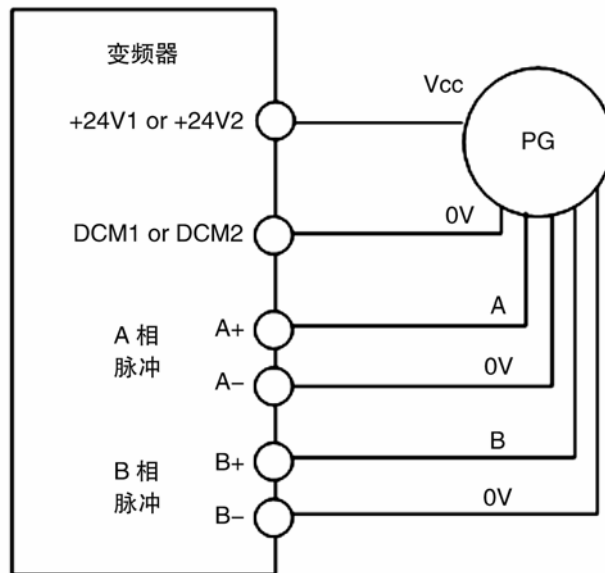 变频器
Vcc
+24V1 or +24V2
PG
0V
DCM1 or DCM2
A
A 相
脉冲
A+
0V
A−
B
B 相
脉冲
B+
0V
B−